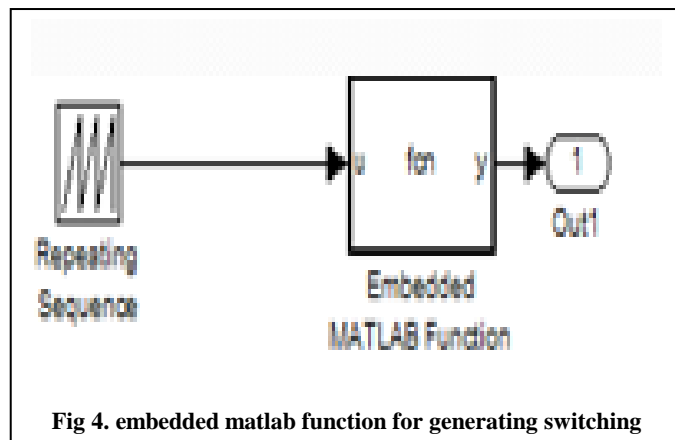 u fcn y
1
Out1
Repeating
Sequence
Embedded
MATLAB Function
Fig 4. embedded matlab function for generating switching